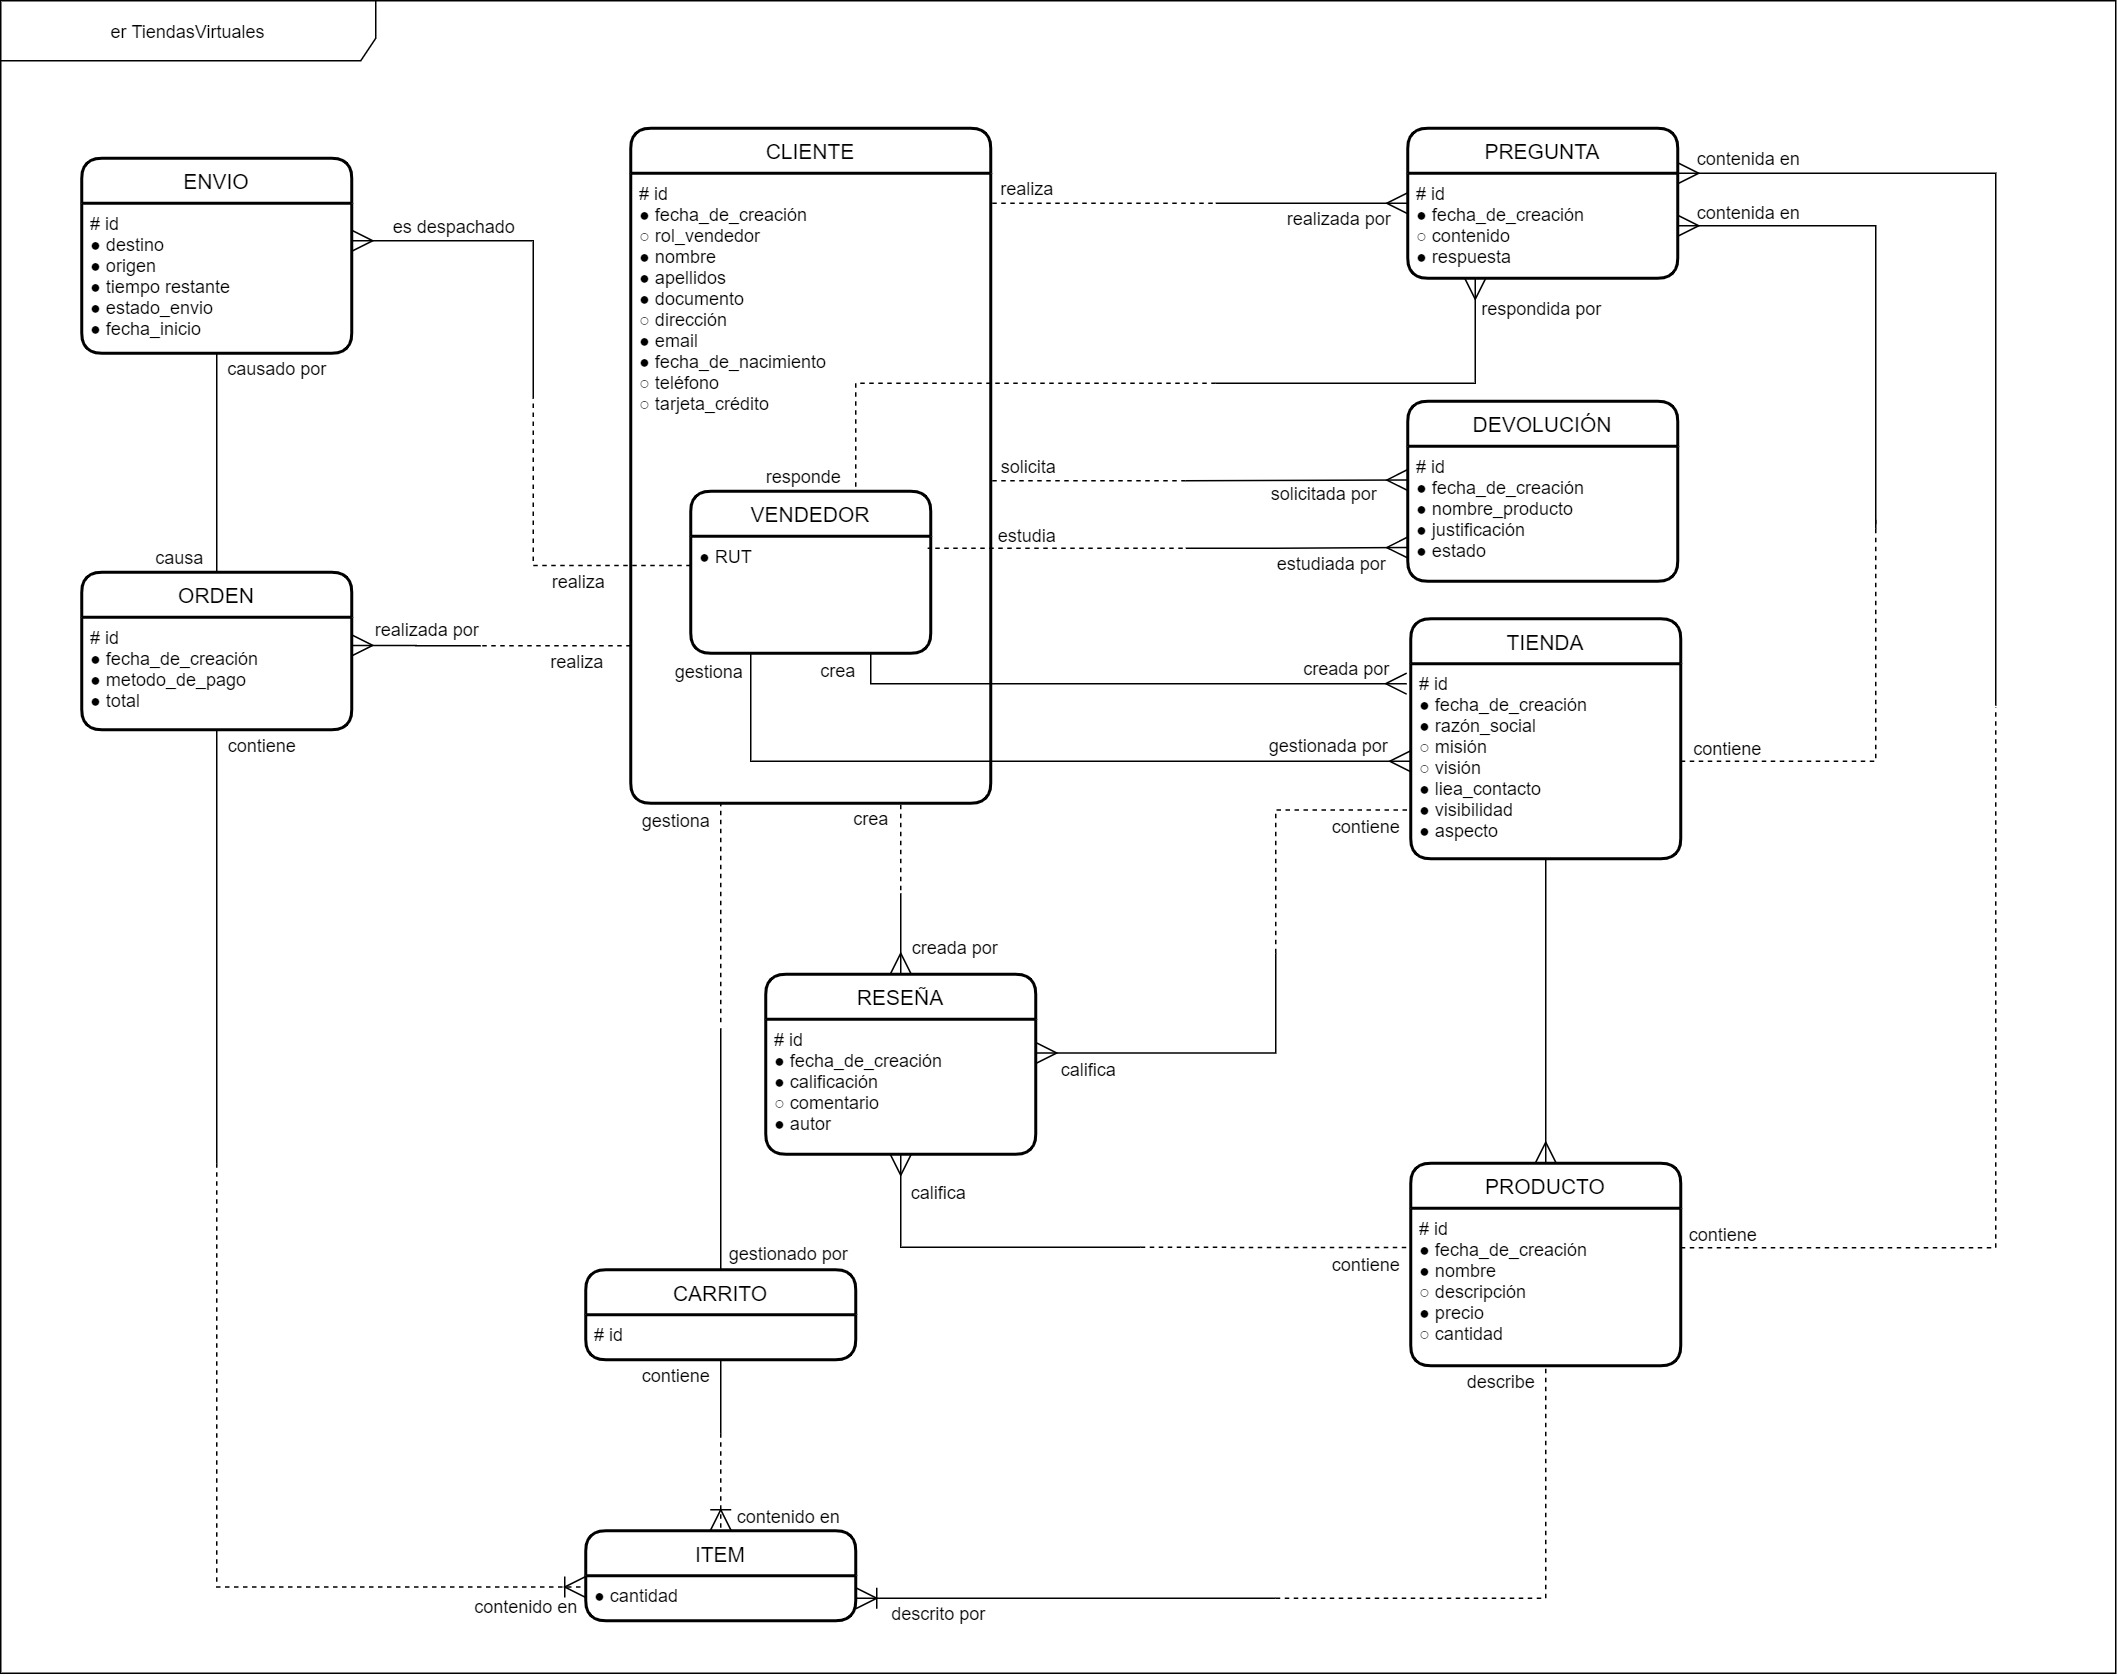 er TiendasVirtuales
ENVIO
# id
● destino
● origen
● tiempo restante
● estado_envio
● fecha_inicio
es despachado
causado por
causa
ORDEN
# id
● fecha_de_creación
● metodo_de_pago
● total
realizada por
realiza
realiza
contiene
CLIENTE
# id
● fecha_de_creación
○ rol_vendedor
● nombre
● apellidos
● documento
○ dirección
● email
● fecha_de_nacimiento
○ teléfono
○ tarjeta_crédito
responde
VENDEDOR
● RUT
gestiona
crea
gestiona
crea
realiza
realizada por
PREGUNTA
# id
● fecha_de_creación
○ contenido
● respuesta
contenida en
contenida en
respondida por
solicita
solicitada por
estudia
estudiada por
DEVOLUCIÓN
# id
● fecha_de_creación
● nombre_producto
● justificación
● estado
creada por
gestionada por
TIENDA
# id
● fecha_de_creación
● razón_social
○ misión
○ visión
● liea_contacto
● visibilidad
● aspecto
contiene
contiene
creada por
RESEÑA
# id
● fecha_de_creación
● calificación
○ comentario
● autor
califica
califica
contiene
PRODUCTO
# id
● fecha_de_creación
● nombre
○ descripción
● precio
○ cantidad
contiene
describe
gestionado por
CARRITO
# id
contiene
contenido en
ITEM
● cantidad
contenido en
descrito por